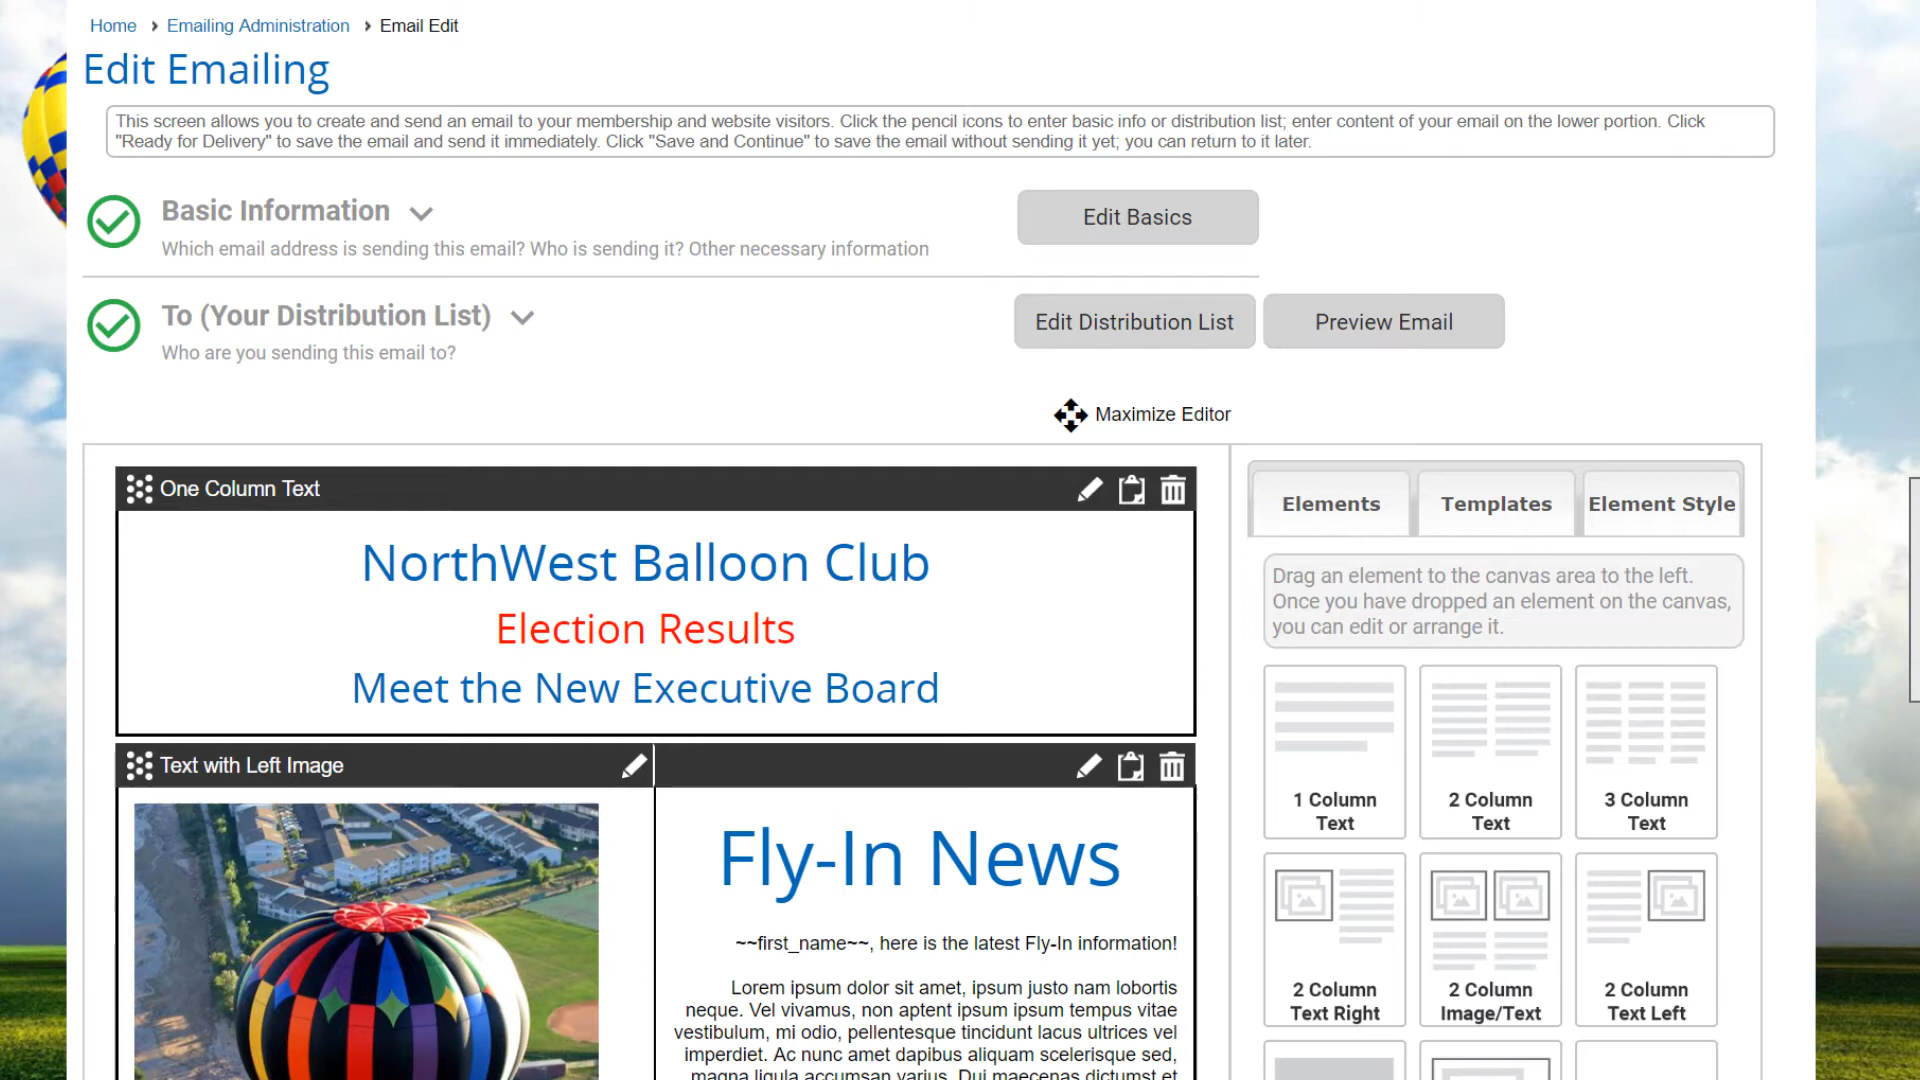 Home > Emailing Administration > Email Edit
Edit Emailing
This screen allows you to create and send an email to your membership and website visitors. Click the pencil icons to enter basic info or distribution list; enter content of your email on the lower portion. Click
"Ready for Delivery" to save the email and send it immediately. Click "Save and Continue" to save the email without sending it yet; you can return to it later.
Basic Information
Edit Basics
Which email address is sending this email? Who is sending it? Other necessary information
To (Your Distribution List)
Edit Distribution List
Preview Email
Who are you sending this email to?
Maximize Editor
One Column Text
NorthWest Balloon Club
Election Results
Meet the New Executive Board
Text with Left Image
Fly-In News
~~first_name~~, here is the latest Fly-In information!
Lorem ipsum dolor sit amet, ipsum justo nam lobortis
neque. Vel vivamus, non aptent ipsum ipsum tempus vitae
vestibulum, mi odio, pellentesque tincidunt lacus ultrices vel
imperdiet. Ac nunc amet dapibus aliquam scelerisque sed,
magna ligula accumsan varius. Dui maecenas dictumst et
Elements
Templates
Element Style
Drag an element to the canvas area to the left.
Once you have dropped an element on the canvas,
you can edit or arrange it.
1 Column
Text
2 Column
Text
3 Column
Text
2 Column
Text Right
2 Column
Image/Text
2 Column
Text Left